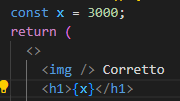 const x = 3000;
return (
<>
<img /> Corretto
<h1>{x}</h1>